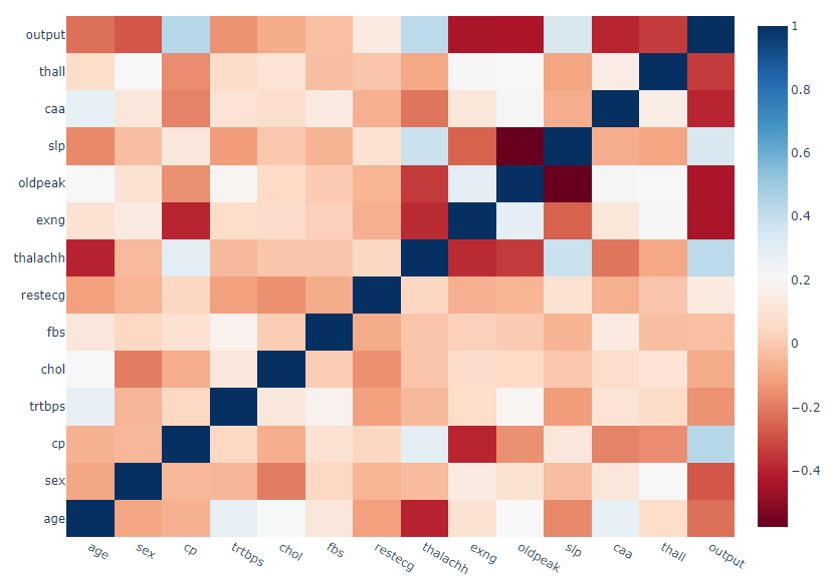 output
thall
caa
slp
oldpeak
exng
thalachh
restecg
fbs
chol
trtbps
cp
sex
age
age sex cp trtbps chol fbs restecg thalachh exng oldpeak slp caa thall output
1
0.8
0.6
0.4
0.2
0
−0.2
−0.4